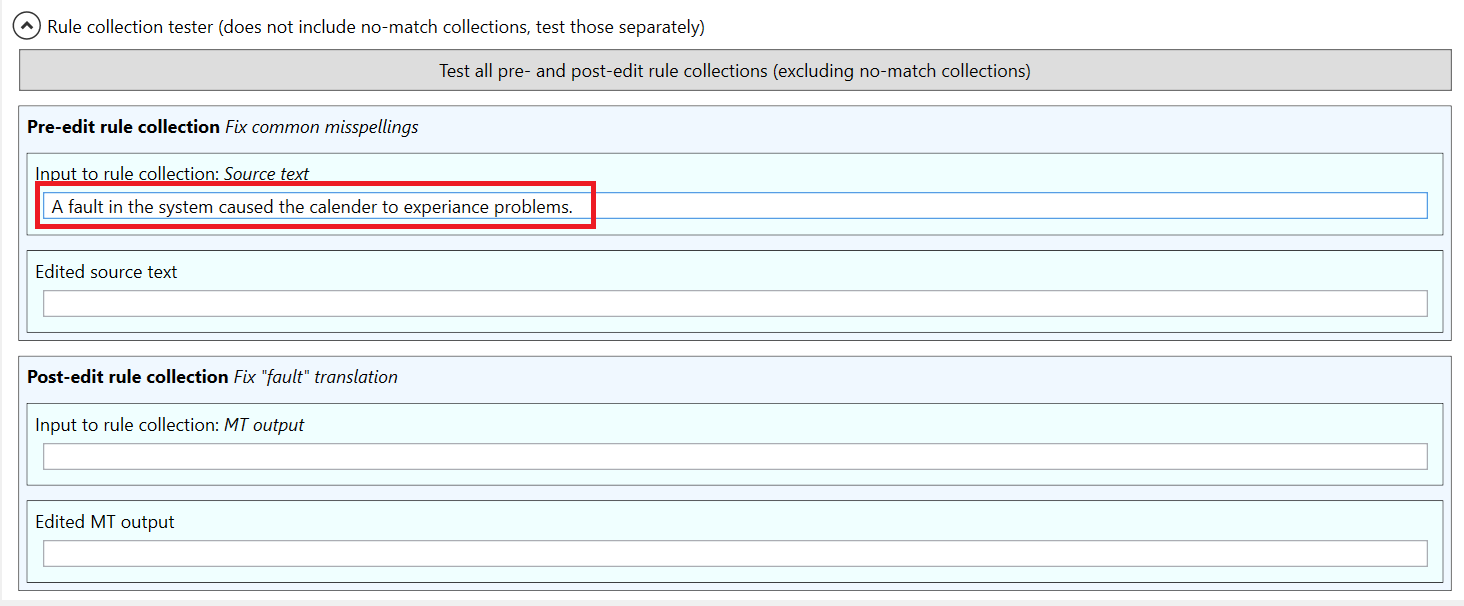 Rule collection tester (does not include no-match collections, test those separately)
Test all pre- and post-edit rule collections (excluding no-match collections)
Pre-edit rule collection Fix common misspellings
Input to rule collection: Source text
A fault in the system caused the calender to experiance problems.
Edited source text
Post-edit rule collection Fix "fault" translation
Input to rule collection: MT output
Edited MT output